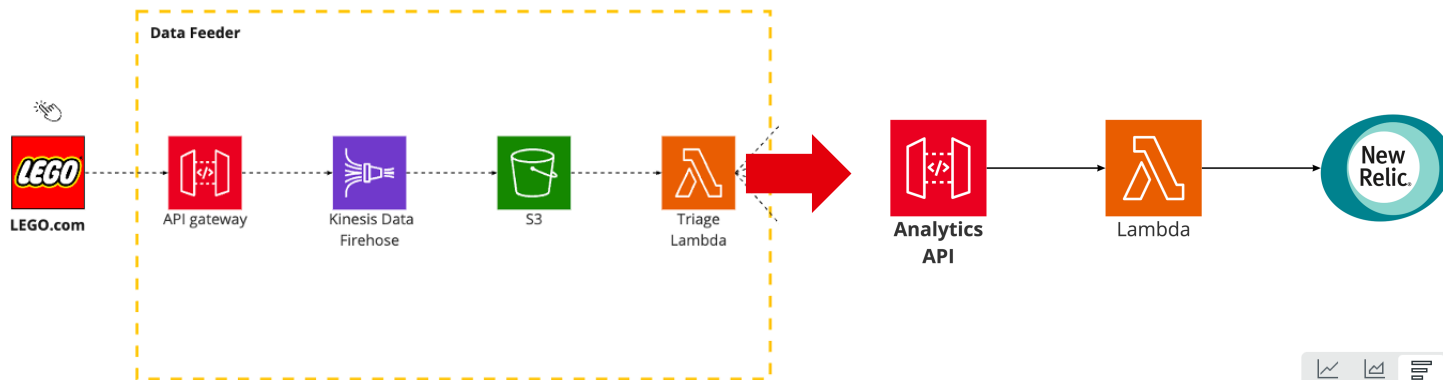 Data Feeder
LEGO
LEGO.com
</>
API gateway
Kinesis Data
Firehose
S3
Triage
Lambda
</>
Analytics
API
Lambda
New
Relic.